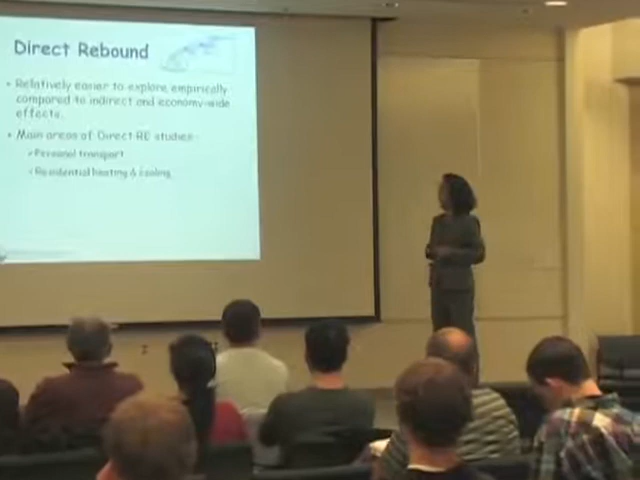 Direct Rebound
• Relatively easier to explore empirically
compared to indirect and economy-wide
effects.
• Main areas of Direct RE studies:
✓Personal transport
✓Residential heating & cooling